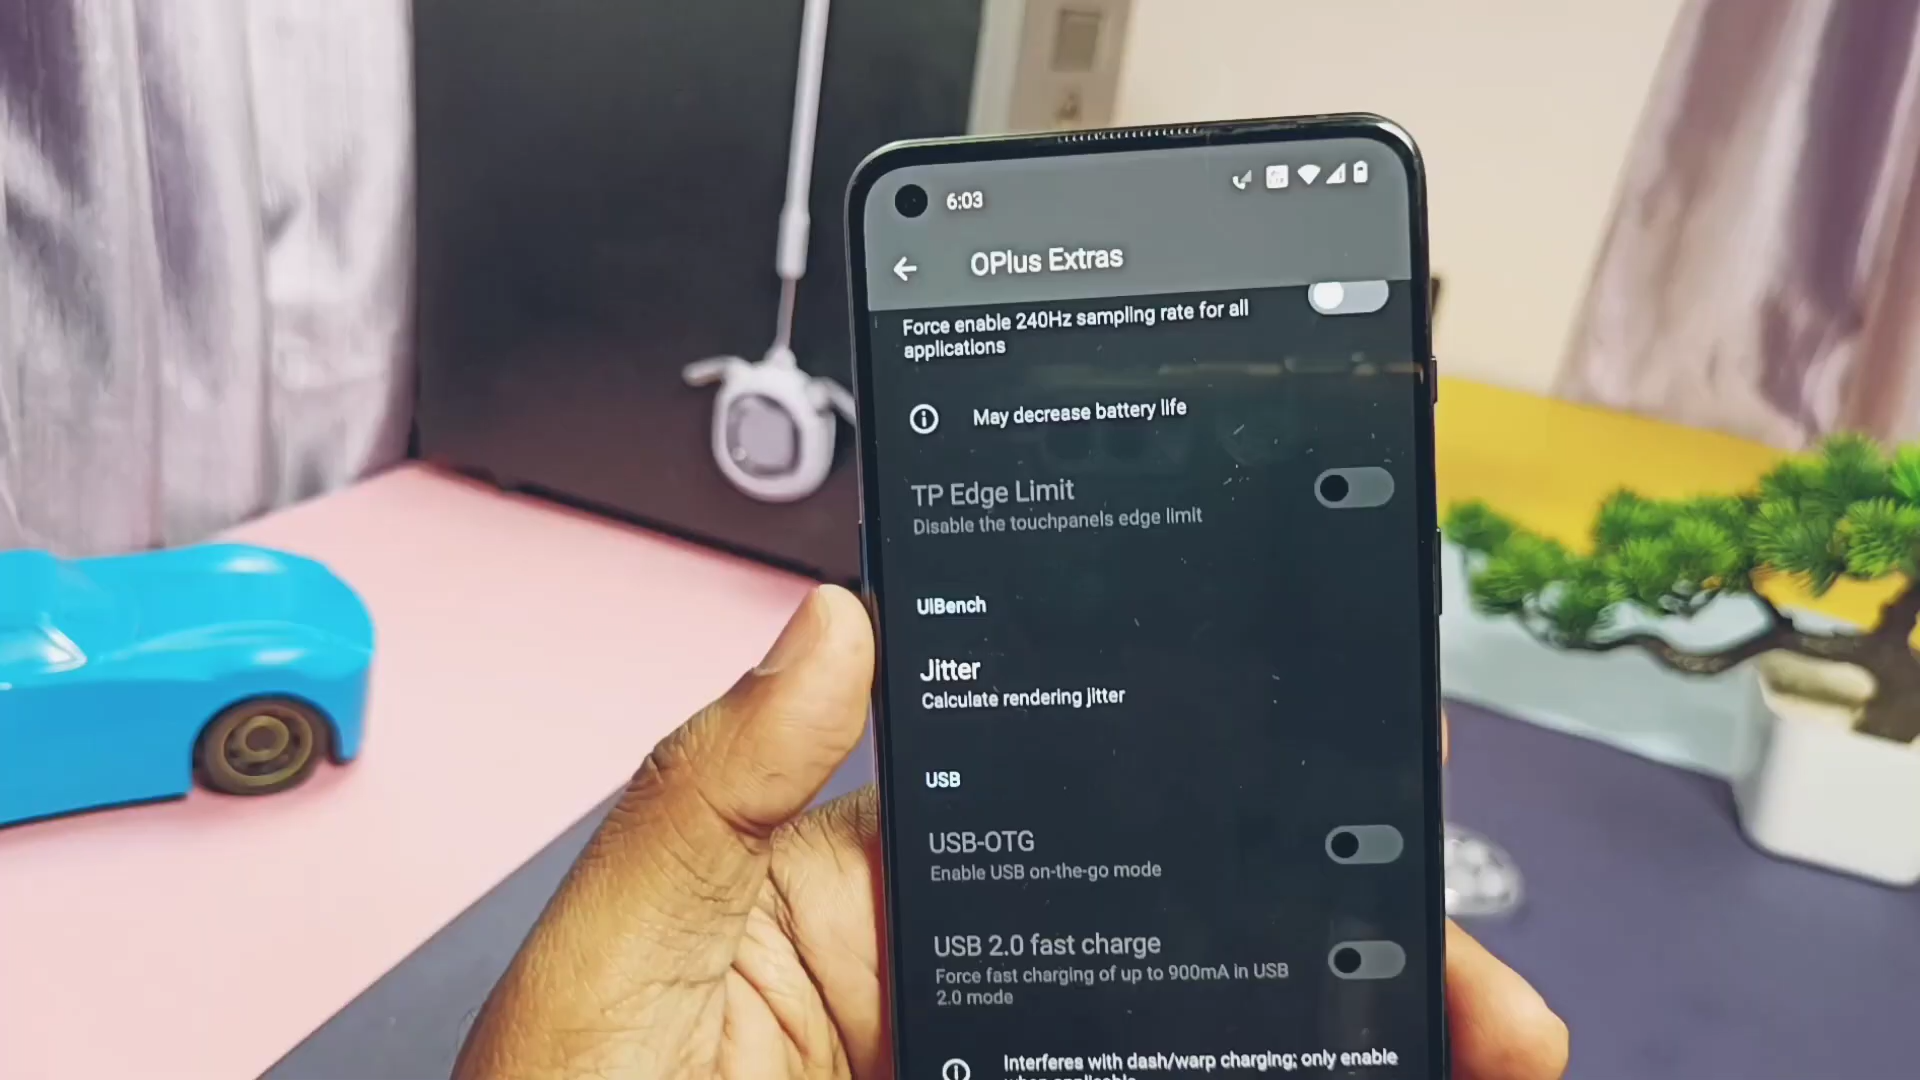 6:03
OPlus Extras
Force enable 240Hz sampling rate for all
applications
May decrease battery life
TP Edge Limit
Disable the touchpanels edge limit
UIBench
Jitter
Calculate rendering jitter
USB
USB-OTG
Enable USB on-the-go mode
USB 2.0 fast charge
Force fast charging of up to 900mA in USB
2.0 mode
Interferes with dash/warp charging; only enable